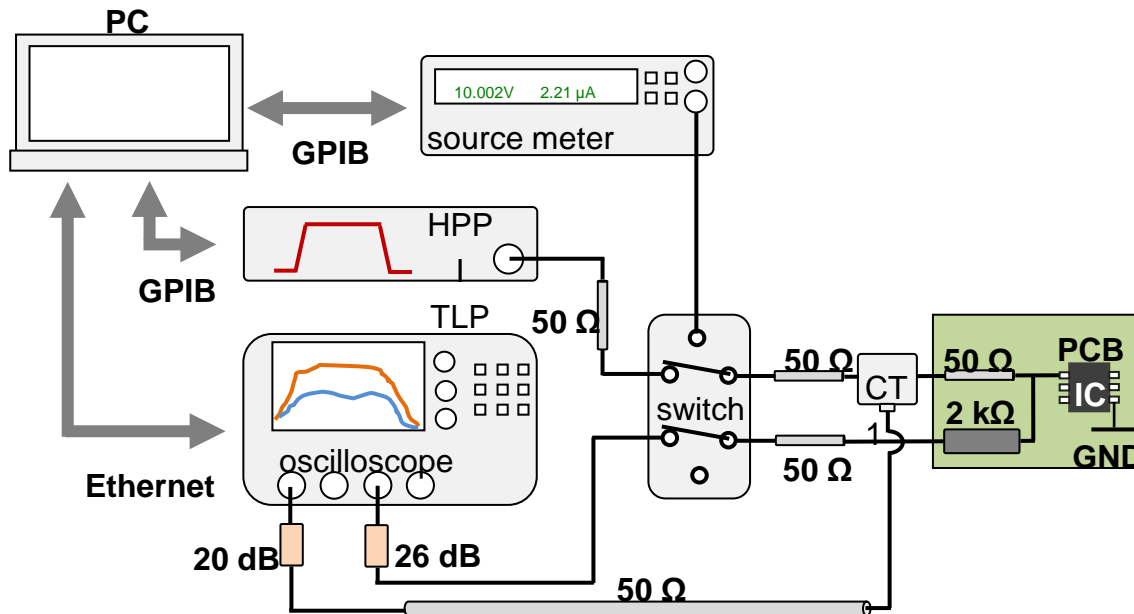 PC
10.002V 2.21 µA
source meter
GPIB
HPP
GPIB
TLP
50 Ω
50 Ω
50 Ω
PCB
CT
IC
switch
2 kΩ
1
oscilloscope
50 Ω
GND
Ethernet
20 dB
26 dB
50 Ω